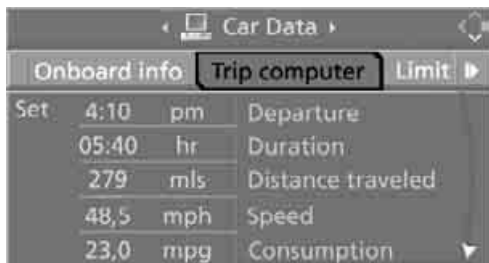 Car Data
Onboard info Trip computer Limit
Set 4:10 pm Departure
05:40 hr Duration
279 mls Distance traveled
48,5 mph Speed
23,0 mpg Consumption